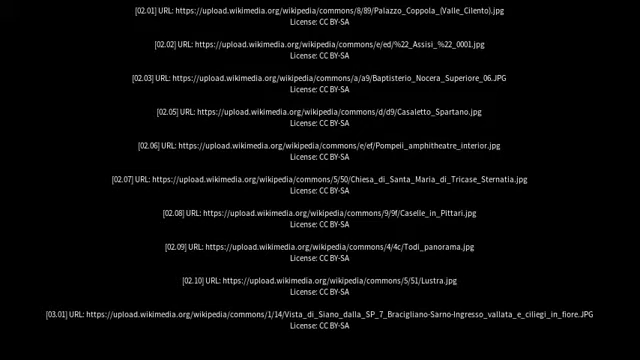 [02.01] URL: https://upload.wikimedia.org/wikipedia/commons/8/89/Palazzo_Coppola_(Valle_Cilento).jpg
License: CC BY-SA
[02.02] URL: https://upload.wikimedia.org/wikipedia/commons/e/ed/%22_Assisi_%22_0001.jpg
License: CC BY-SA
[02.03] URL: https://upload.wikimedia.org/wikipedia/commons/a/a9/Baptisterio_Nocera_Superiore_06.JPG
License: CC BY-SA
[02.05] URL: https://upload.wikimedia.org/wikipedia/commons/d/d9/Casaletto_Spartano.jpg
License: CC BY-SA
[02.06] URL: https://upload.wikimedia.org/wikipedia/commons/e/ef/Pompeii_amphitheatre_interior.jpg
License: CC BY-SA
[02.07] URL: https://upload.wikimedia.org/wikipedia/commons/5/50/Chiesa_di_Santa_Maria_di_Tricase_Sternatia.jpg
License: CC BY-SA
[02.08] URL: https://upload.wikimedia.org/wikipedia/commons/9/9f/Caselle_in_Pittari.jpg
License: CC BY-SA
[02.09] URL: https://upload.wikimedia.org/wikipedia/commons/4/4c/Todi_panorama.jpg
License: CC BY-SA
[02.10] URL: https://upload.wikimedia.org/wikipedia/commons/5/51/Lustra.jpg
License: CC BY-SA
[03.01] URL: https://upload.wikimedia.org/wikipedia/commons/1/14/Vista_di_Siano_dalla_SP_7_Bracigliano-Sarno-Ingresso_vallata_e_ciliegi_in_fiore.JPG
License: CC BY-SA